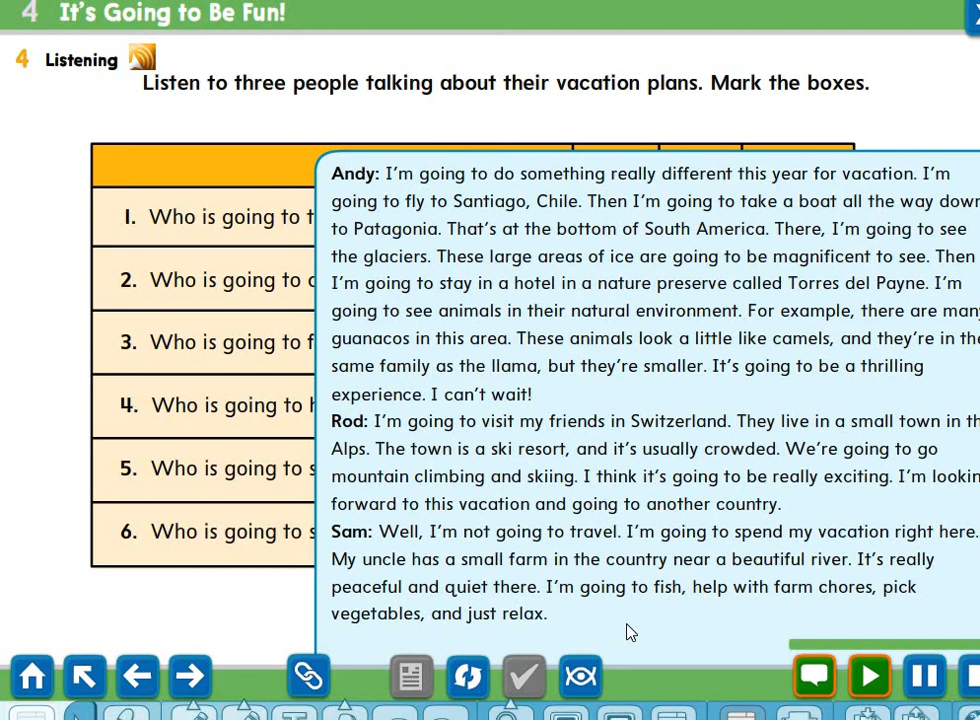 4 It's Going to Be Fun!
4 Listening
Listen to three people talking about their vacation plans. Mark the boxes.
1. Who is going to
2. Who is going to
3. Who is going to
4. Who is going to
5. Who is going to
6. Who is going to
Andy: I'm going to do something really different this year for vacation. I'm
going to fly to Santiago, Chile. Then I'm going to take a boat all the way down
to Patagonia. That's at the bottom of South America. There, I'm going to see
the glaciers. These large areas of ice are going to be magnificent to see. Then
I'm going to stay in a hotel in a nature preserve called Torres del Payne. I'm
going to see animals in their natural environment. For example, there are many
guanacos in this area. These animals look a little like camels, and they're in the
same family as the llama, but they're smaller. It's going to be a thrilling
experience. I can't wait!
Rod: I'm going to visit my friends in Switzerland. They live in a small town in th
Alps. The town is a ski resort, and it's usually crowded. We're going to go
mountain climbing and skiing. I think it's going to be really exciting. I'm lookin
forward to this vacation and going to another country.
Sam: Well, I'm not going to travel. I'm going to spend my vacation right here.
My uncle has a small farm in the country near a beautiful river. It's really
peaceful and quiet there. I'm going to fish, help with farm chores, pick
vegetables, and just relax.